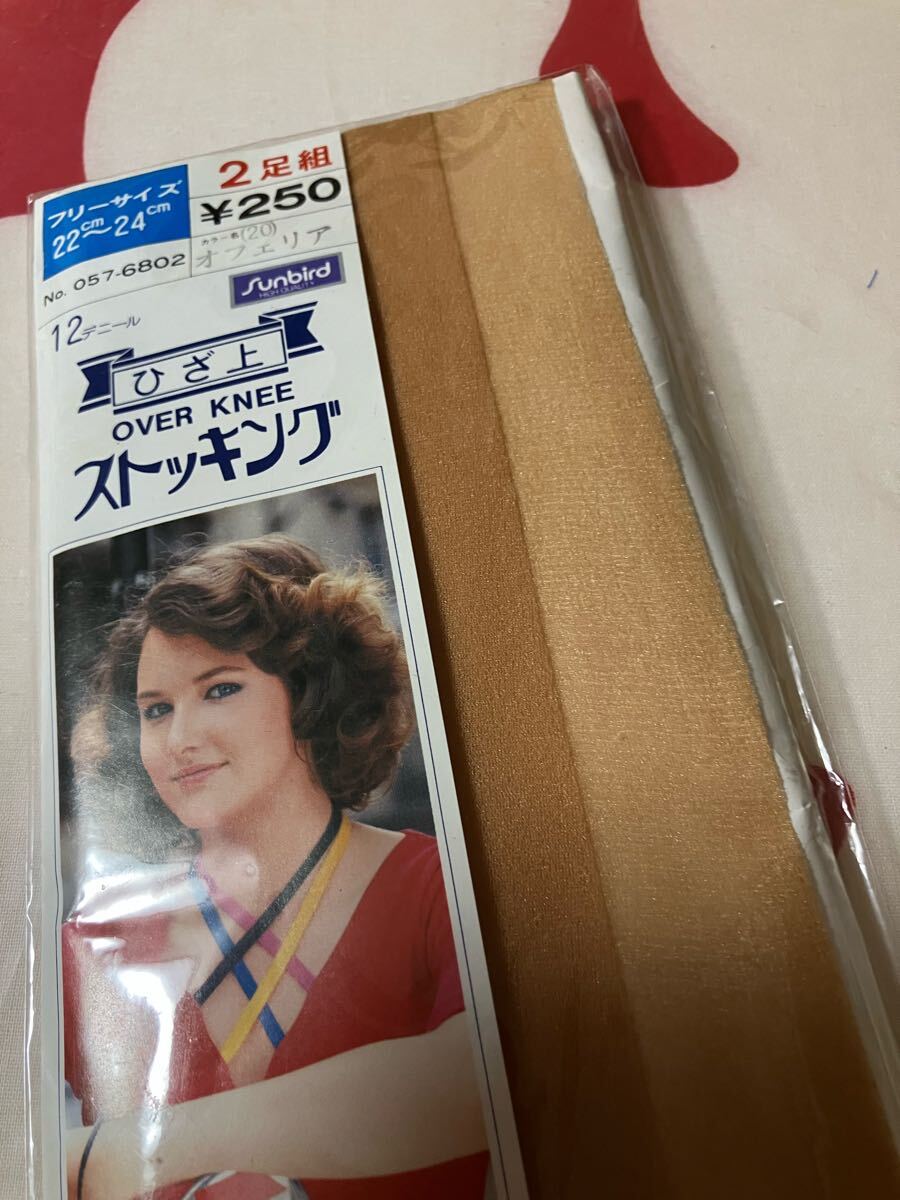 フリーサイズ
22cm～24cm
2足組
¥250
No. 057-6802
カラー名(20)
オフェリア
Sunbird
HIGH QUALITY
12デニール
ひざ上
OVER KNEE
ストッキング